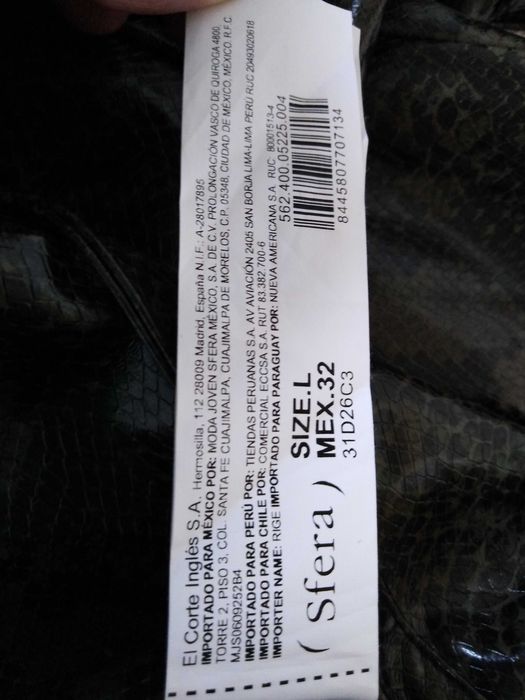 El Corte Inglés S.A. Hermosilla, 112 28009 Madrid, España N.I.F.: A-28017895
IMPORTADO PARA MÉXICO POR: MODA JOVEN SFERA MÉXICO, S.A. DE C.V. PROLONGACIÓN VASCO DE QUIROGA 4800,
TORRE 2, PISO 3, COL. SANTA FE CUAJIMALPA, CUAJIMALPA DE MORELOS, C.P. 05348, CIUDAD DE MÉXICO, MÉXICO. R.F.C.
MJS0609252B4
IMPORTADO PARA PERÚ POR: TIENDAS PERUANAS S.A. AV AVIACIÓN 2405 SAN BORJA LIMA-LIMA PERÚ RUC 20493020618
IMPORTADO PARA CHILE POR: COMERCIAL ECCSA S.A. RUT 83.382.700-6
IMPORTER NAME: RIGE IMPORTADO PARA PARAGUAY POR: NUEVA AMERICANA S.A. RUC: 80001513-4
( Sfera )
SIZE.L
MEX.32
31D26C3
562.400.05225.004
8445807707134